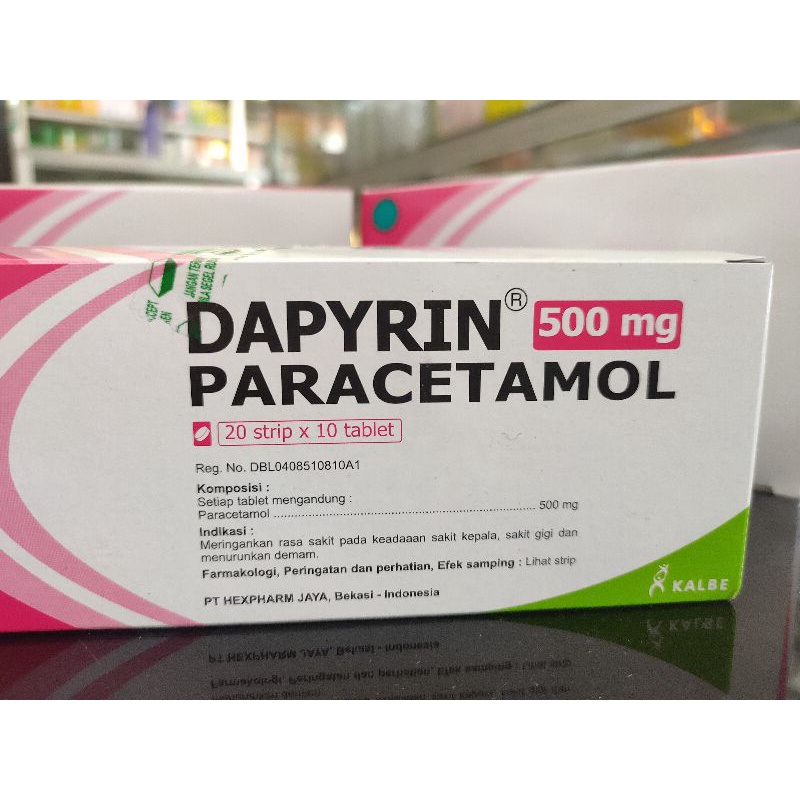 DAPYRIN® 500 mg
PARACETAMOL
20 strip x 10 tablet
Reg. No. DBL0408510810A1
Komposisi :
Setiap tablet mengandung :
Paracetamol ........................................ 500 mg
Indikasi :
Meringankan rasa sakit pada keadaaan sakit kepala, sakit gigi dan
menurunkan demam.
Farmakologi, Peringatan dan perhatian, Efek samping : Lihat strip
PT HEXPHARM JAYA, Bekasi - Indonesia
KALBE